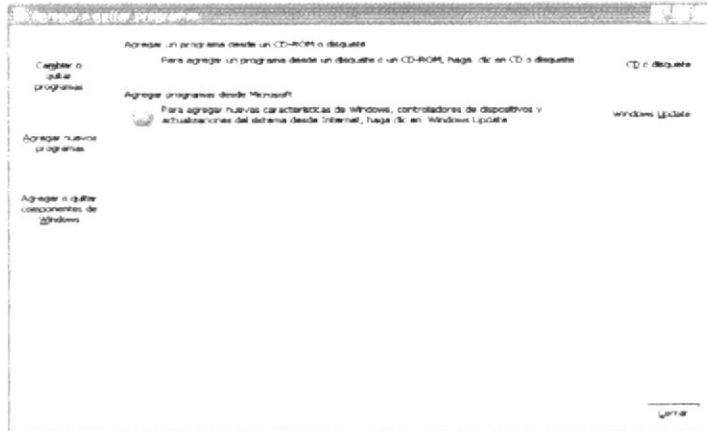 Agregar o quitar programas
Agregar un programa desde un CD-ROM o disquete
Para agregar un programa desde un disquete o un CD-ROM, haga clic en CD o disquete
CD o disquete
Cambiar o
quitar
programas
Agregar programas desde Microsoft
Para agregar nuevas características de Windows, controladores de dispositivos y
actualizaciones del sistema desde Internet, haga clic en Windows Update
Windows Update
Agregar nuevos
programas
Agregar o quitar
componentes de
Windows
Cerrar